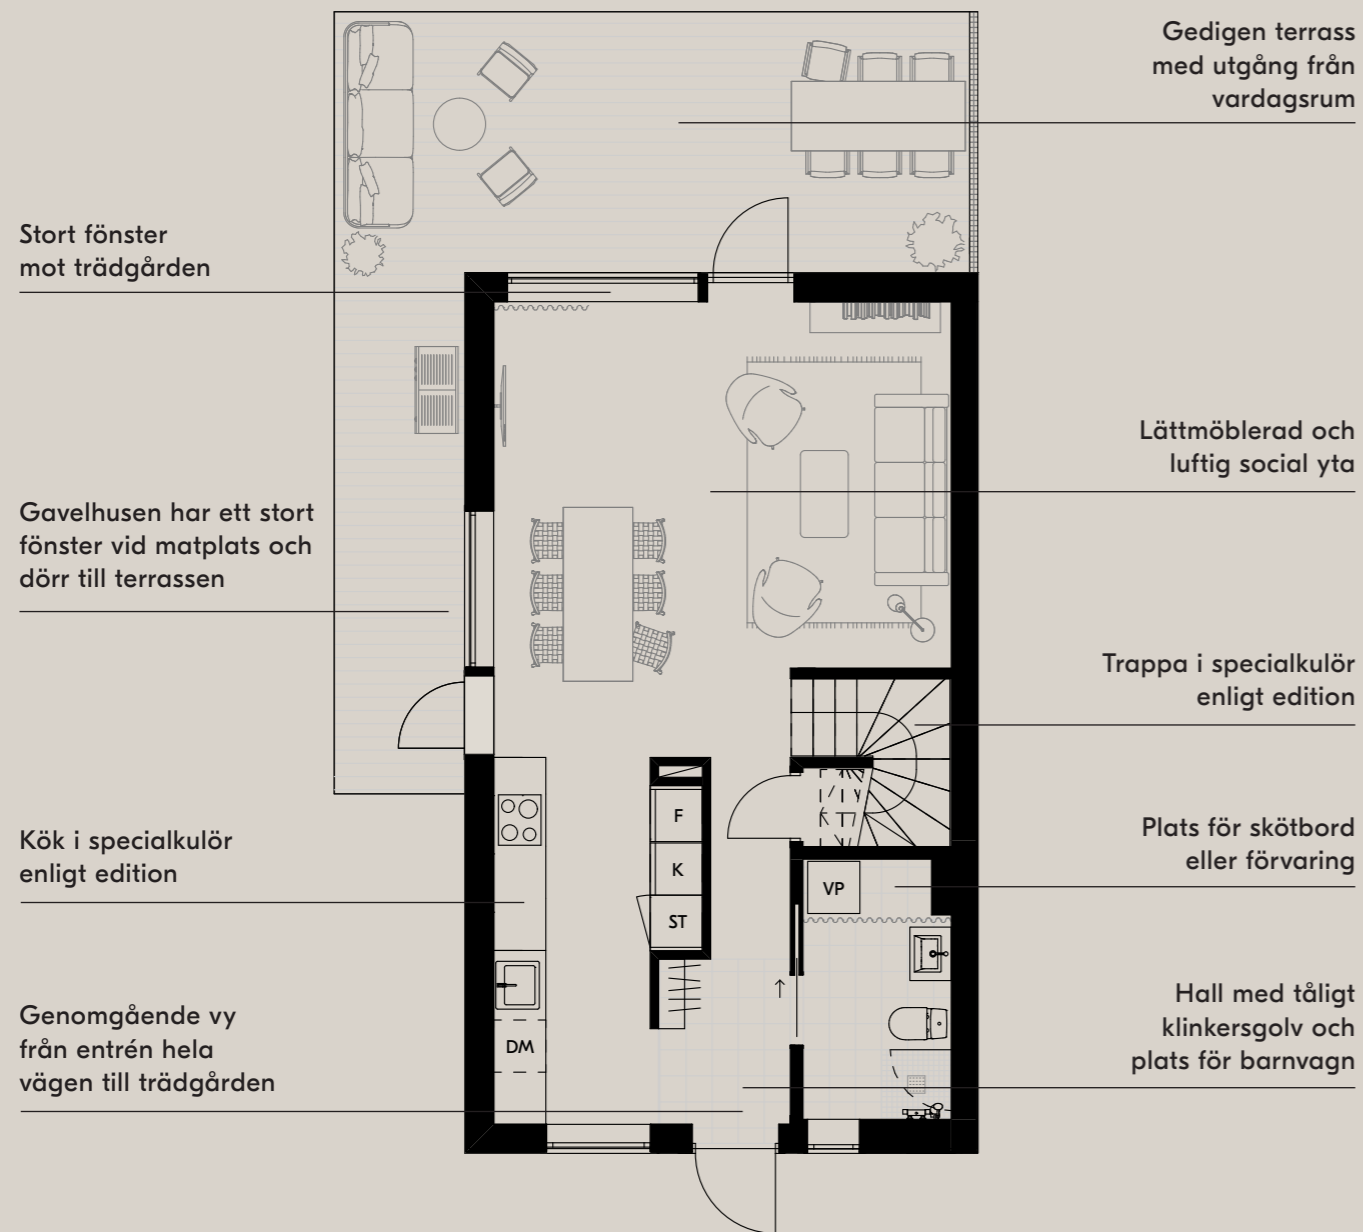 Gedigen terrass
med utgång från
vardagsrum
Stort fönster
mot trädgården
Lättmöblerad och
luftig social yta
Gavelhusen har ett stort
fönster vid matplats och
dörr till terrassen
Trappa i specialkulör
enligt edition
Plats för skötbord
eller förvaring
Kök i specialkulör
enligt edition
Hall med tåligt
klinkersgolv och
plats för barnvagn
Genomgående vy
från entrén hela
vägen till trädgården
F
K
ST
VP
DM